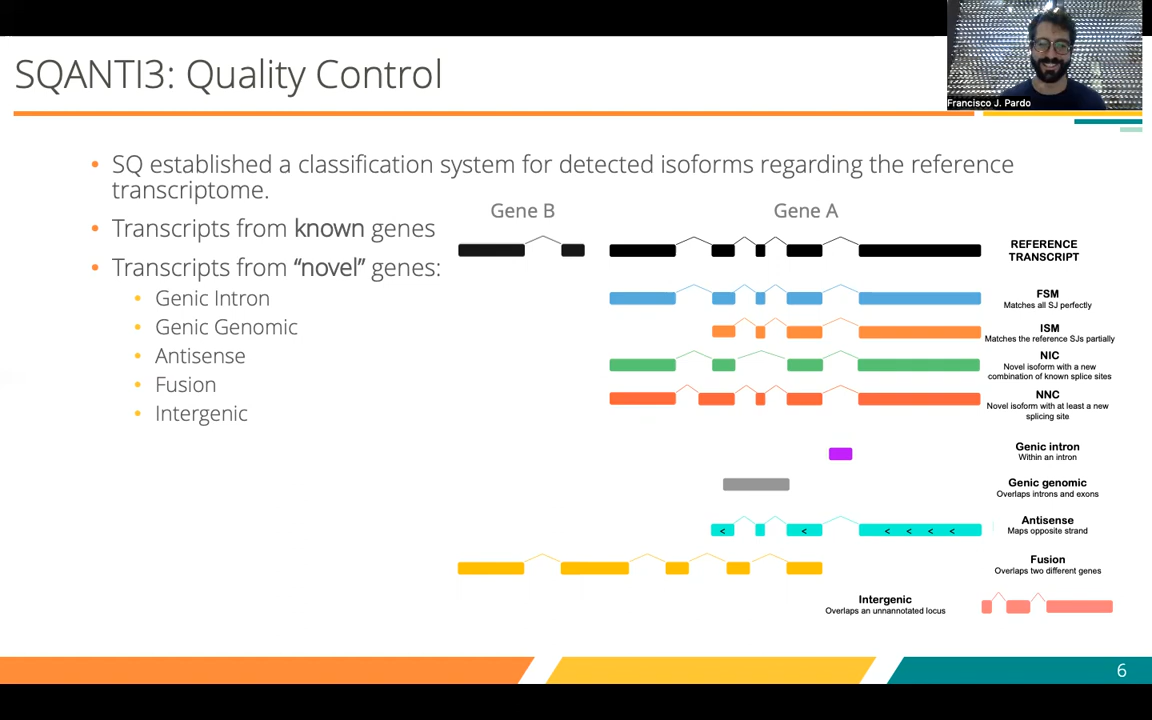 SQANTI3: Quality Control
Francisco J. Pardo
• SQ established a classification system for detected isoforms regarding the reference
transcriptome.
• Transcripts from known genes
• Transcripts from “novel” genes:
• Genic Intron
• Genic Genomic
• Antisense
• Fusion
• Intergenic
Gene B
Gene A
REFERENCE
TRANSCRIPT
FSM
Matches all SJ perfectly
ISM
Matches the reference SJs partially
NIC
Novel isoform with a new
combination of known splice sites
NNC
Novel isoform with at least a new
splicing site
Genic intron
Within an intron
Genic genomic
Overlaps introns and exons
Antisense
Maps opposite strand
< < < < < <
Fusion
Overlaps two different genes
Intergenic
Overlaps an unnannotated locus
6